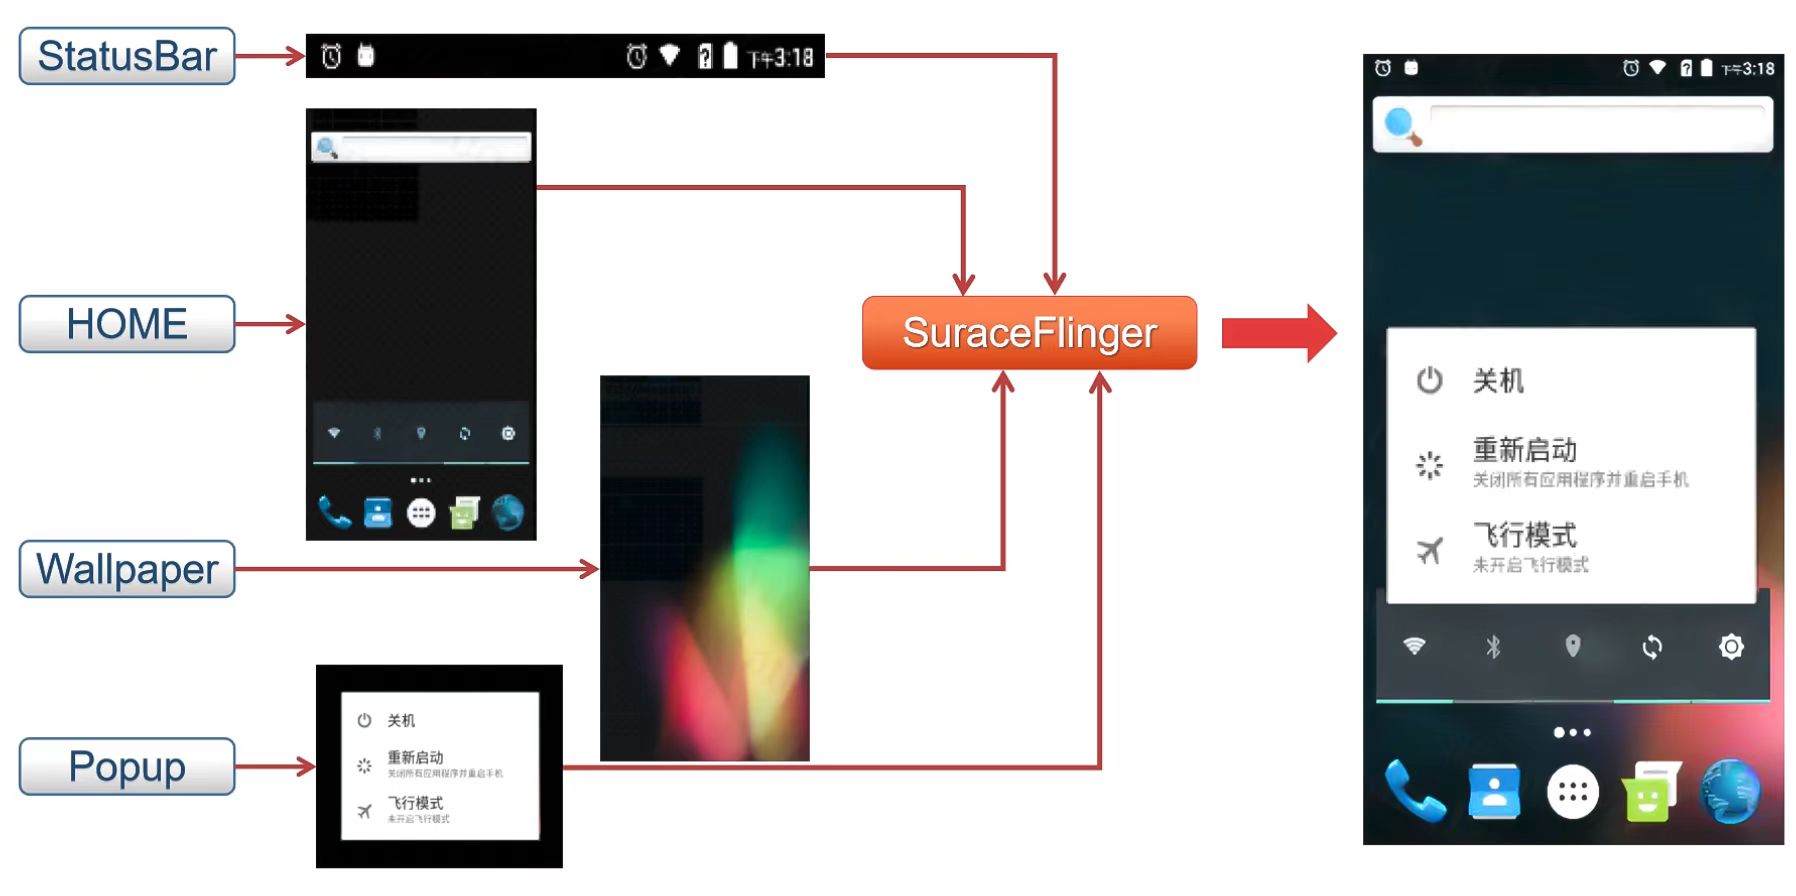 StatusBar
下午3:18
HOME
Wallpaper
Popup
关机
重新启动
关闭所有应用程序并重启手机
飞行模式
未开启飞行模式
SuraceFlinger
下午3:18
关机
重新启动
关闭所有应用程序并重启手机
飞行模式
未开启飞行模式